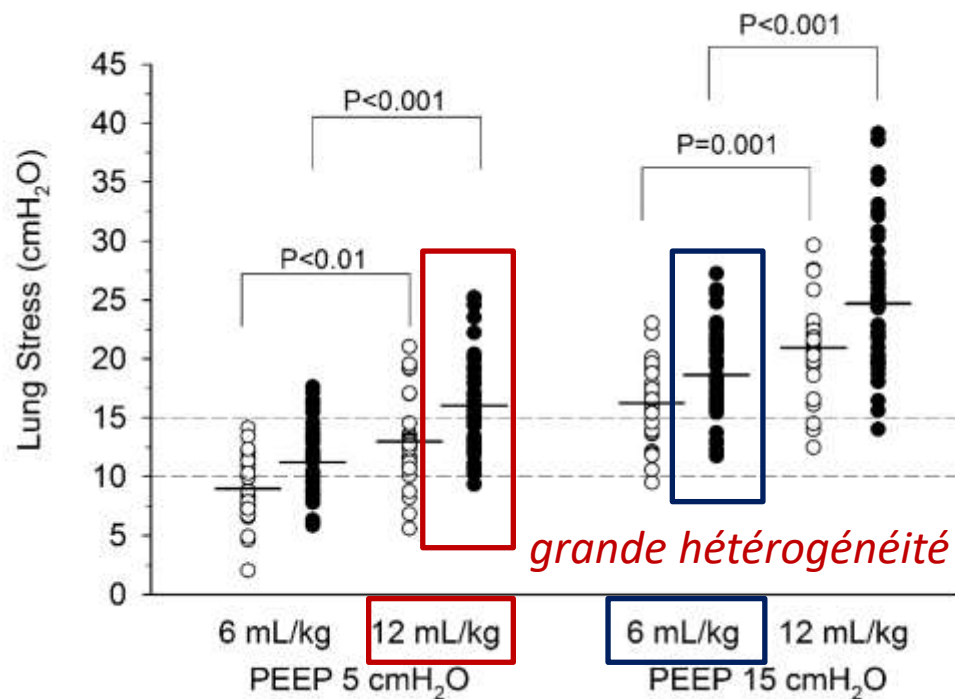 P<0.001
45
P<0.001
40
P=0.001
35
30
P<0.01
25
20
15
10
5
0
Lung Stress (cmH₂O)
grande hétérogénéité
6 mL/kg 12 mL/kg 6 mL/kg 12 mL/kg
PEEP 5 cmH₂O PEEP 15 cmH₂O